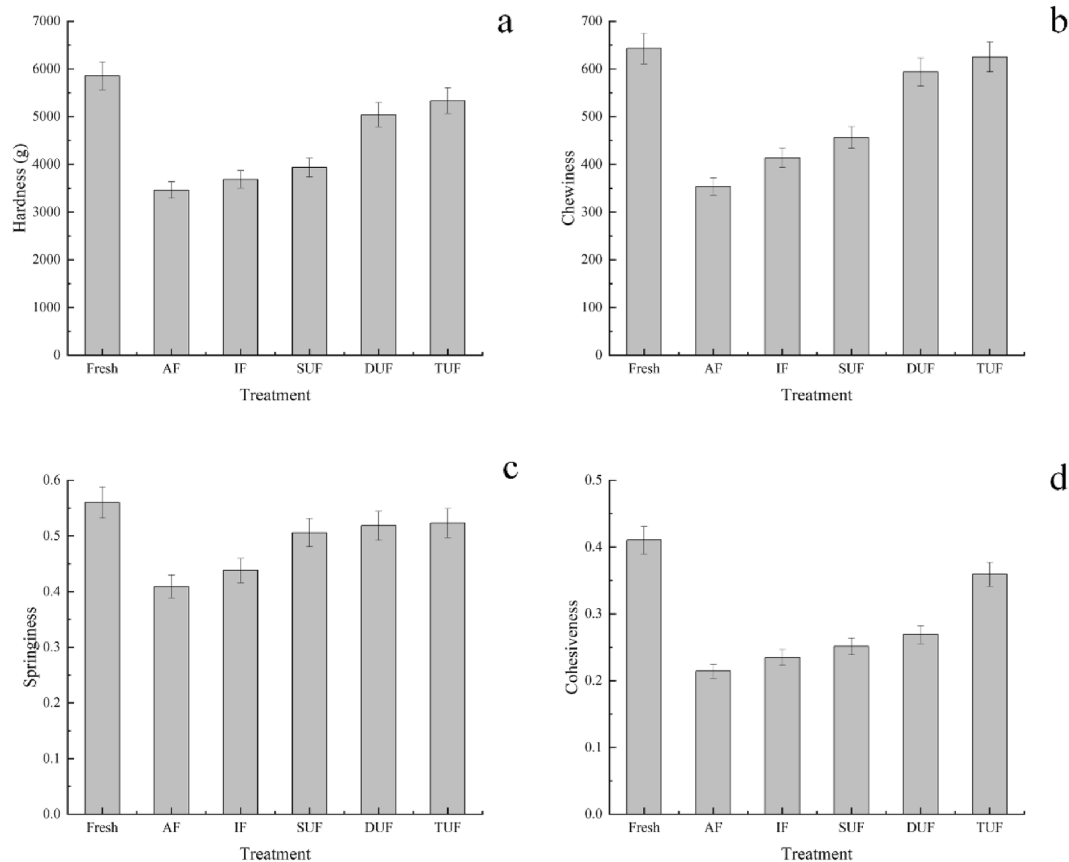 a
Hardness (g)
7000
6000
5000
4000
3000
2000
1000
0
Fresh AF IF SUF DUF TUF
Treatment
b
Chewiness
700
600
500
400
300
200
100
0
Fresh AF IF SUF DUF TUF
Treatment
c
Springiness
0.6
0.5
0.4
0.3
0.2
0.1
0.0
Fresh AF IF SUF DUF TUF
Treatment
d
Cohesiveness
0.5
0.4
0.3
0.2
0.1
0.0
Fresh AF IF SUF DUF TUF
Treatment